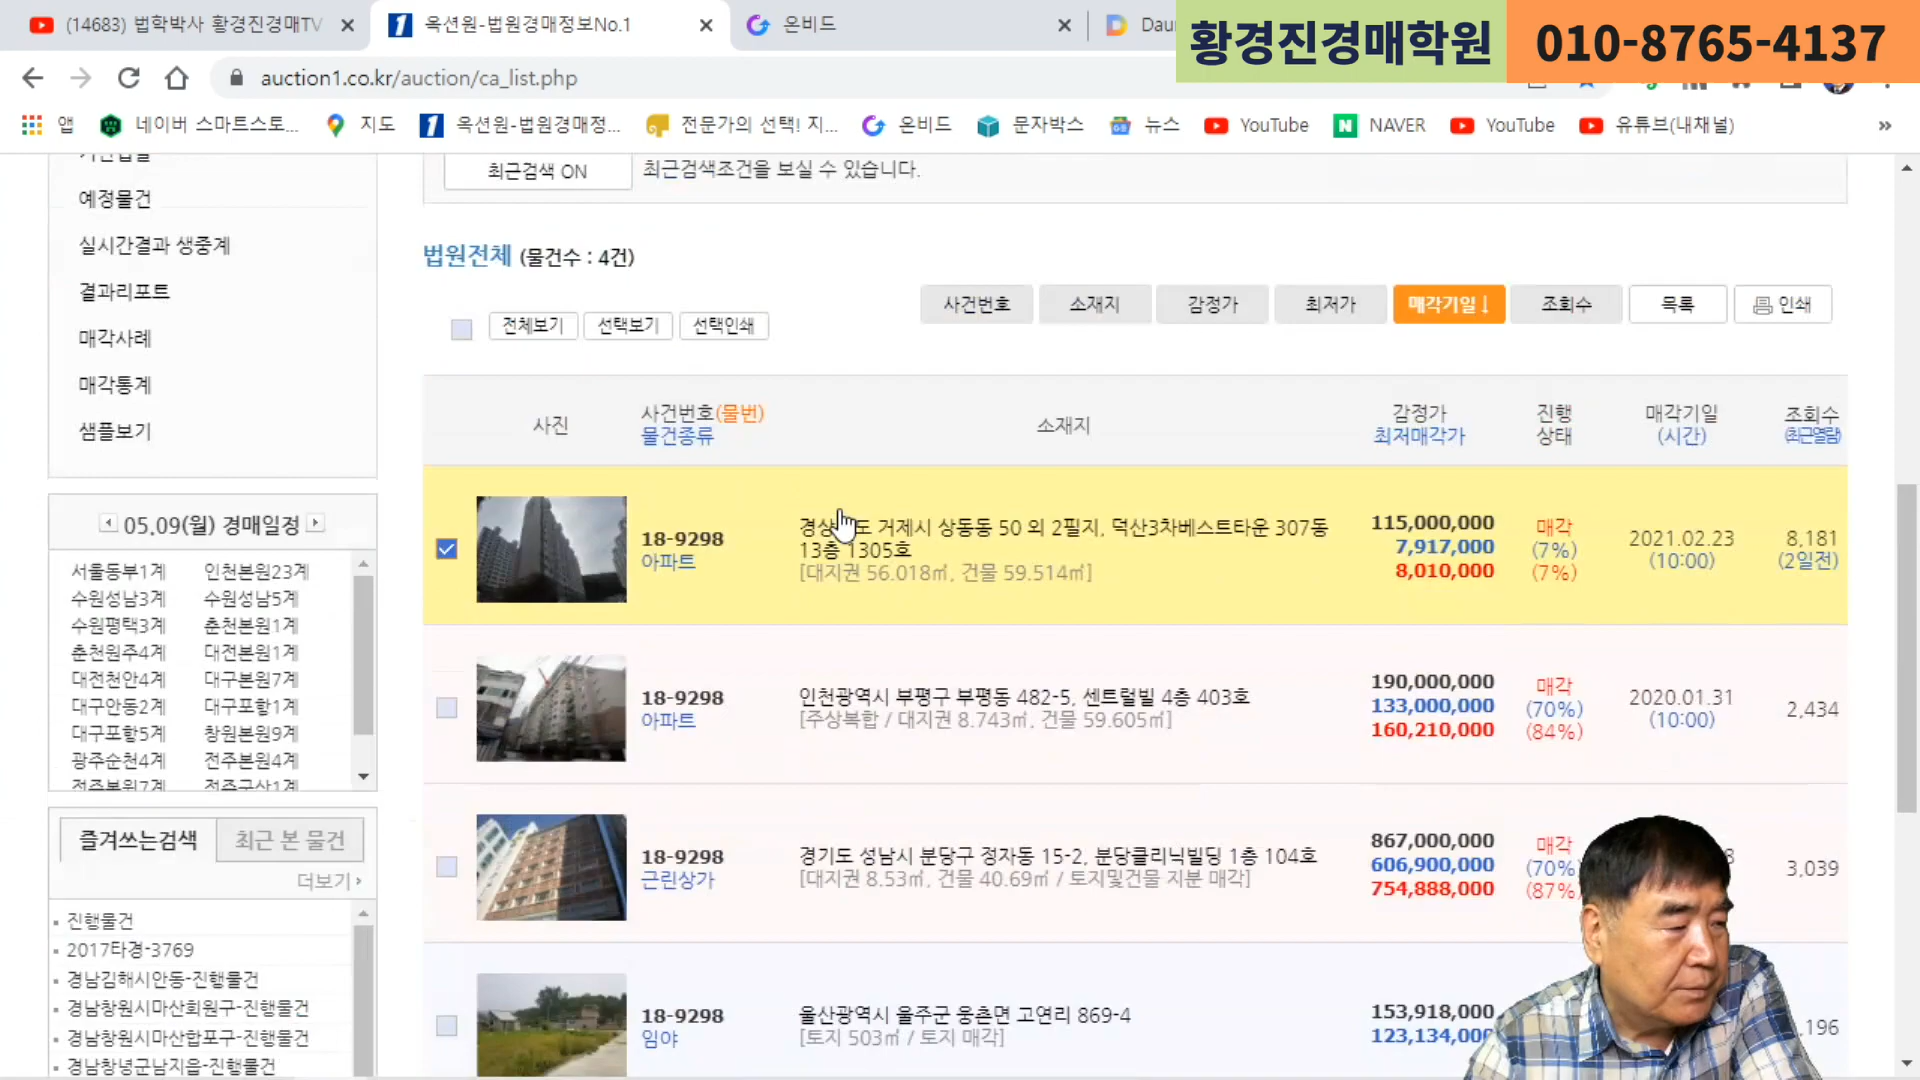 (14683) 법학박사 황경진경매TV
옥션원-법원경매정보No.1
온비드
Dau
황경진경매학원
010-8765-4137
auction1.co.kr/auction/ca_list.php
앱
네이버 스마트스토...
지도
옥션원-법원경매정...
전문가의 선택! 지...
온비드
문자박스
뉴스
YouTube
NAVER
YouTube
유튜브(내채널)
»
예정물건
실시간결과 생중계
결과리포트
매각사례
매각통계
샘플보기
최근검색 ON
최근검색조건을 보실 수 있습니다.
법원전체 (물건수 : 4건)
전체보기
선택보기
선택인쇄
사건번호
소재지
감정가
최저가
매각기일↓
조회수
목록
인쇄
사진
사건번호(물번)
물건종류
소재지
감정가
최저매각가
진행
상태
매각기일
(시간)
조회수
(최근열람)
18-9298
아파트
경상 도 거제시 상동동 50 외 2필지, 덕산3차베스트타운 307동
13층 1305호
[대지권 56.018㎡, 건물 59.514㎡]
115,000,000
7,917,000
8,010,000
매각
(7%)
(7%)
2021.02.23
(10:00)
8,181
(2일전)
18-9298
아파트
인천광역시 부평구 부평동 482-5, 센트럴빌 4층 403호
[주상복합 / 대지권 8.743㎡, 건물 59.605㎡]
190,000,000
133,000,000
160,210,000
매각
(70%)
(84%)
2020.01.31
(10:00)
2,434
18-9298
근린상가
경기도 성남시 분당구 정자동 15-2, 분당클리닉빌딩 1층 104호
[대지권 8.53㎡, 건물 40.69㎡ / 토지및건물 지분 매각]
867,000,000
606,900,000
754,888,000
매각
(70%)
(87%)
8
3,039
18-9298
임야
울산광역시 울주군 웅촌면 고연리 869-4
[토지 503㎡ / 토지 매각]
153,918,000
123,134,000
,196
05.09(월) 경매일정
서울동부1계 인천본원23계
수원성남3계 수원성남5계
수원평택3계 춘천본원1계
춘천원주4계 대전본원1계
대전천안4계 대구본원7계
대구안동2계 대구포항1계
대구포항5계 창원본원9계
광주순천4계 전주본원4계
전주본원7계 전주군산1계
즐겨쓰는검색
최근 본 물건
더보기
진행물건
2017타경-3769
경남김해시안동-진행물건
경남창원시마산회원구-진행물건
경남창원시마산합포구-진행물건
경남창녕군남지읍-진행물건